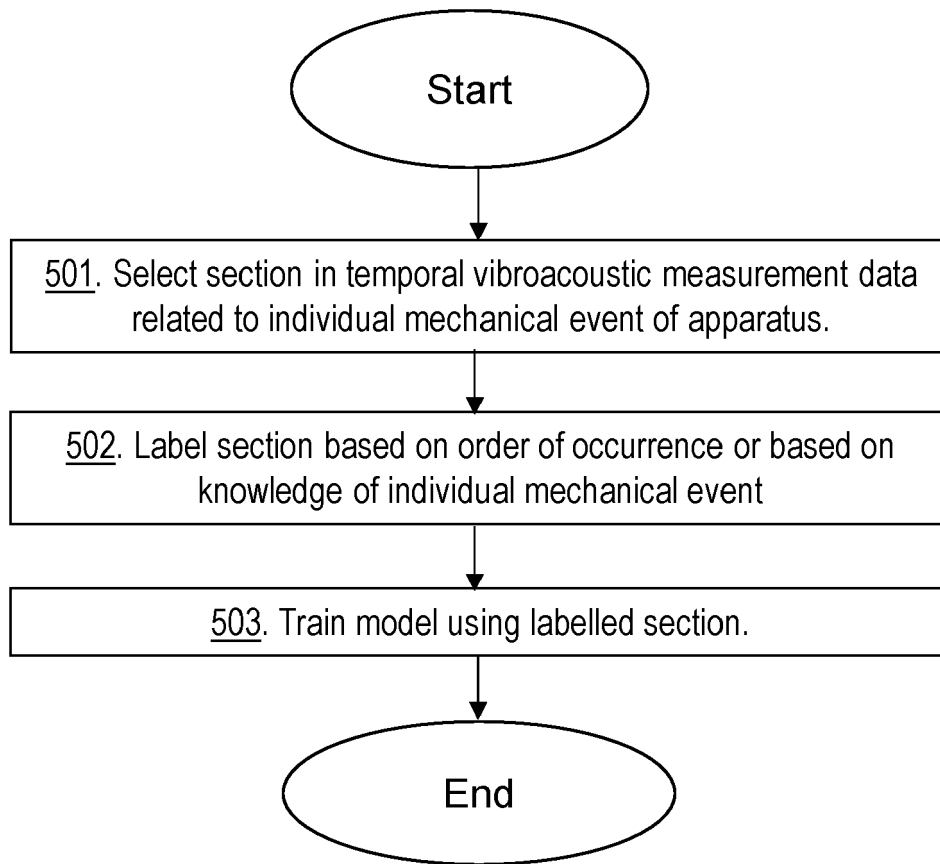 Start
501. Select section in temporal vibroacoustic measurement data
related to individual mechanical event of apparatus.
502. Label section based on order of occurrence or based on
knowledge of individual mechanical event
503. Train model using labelled section.
End